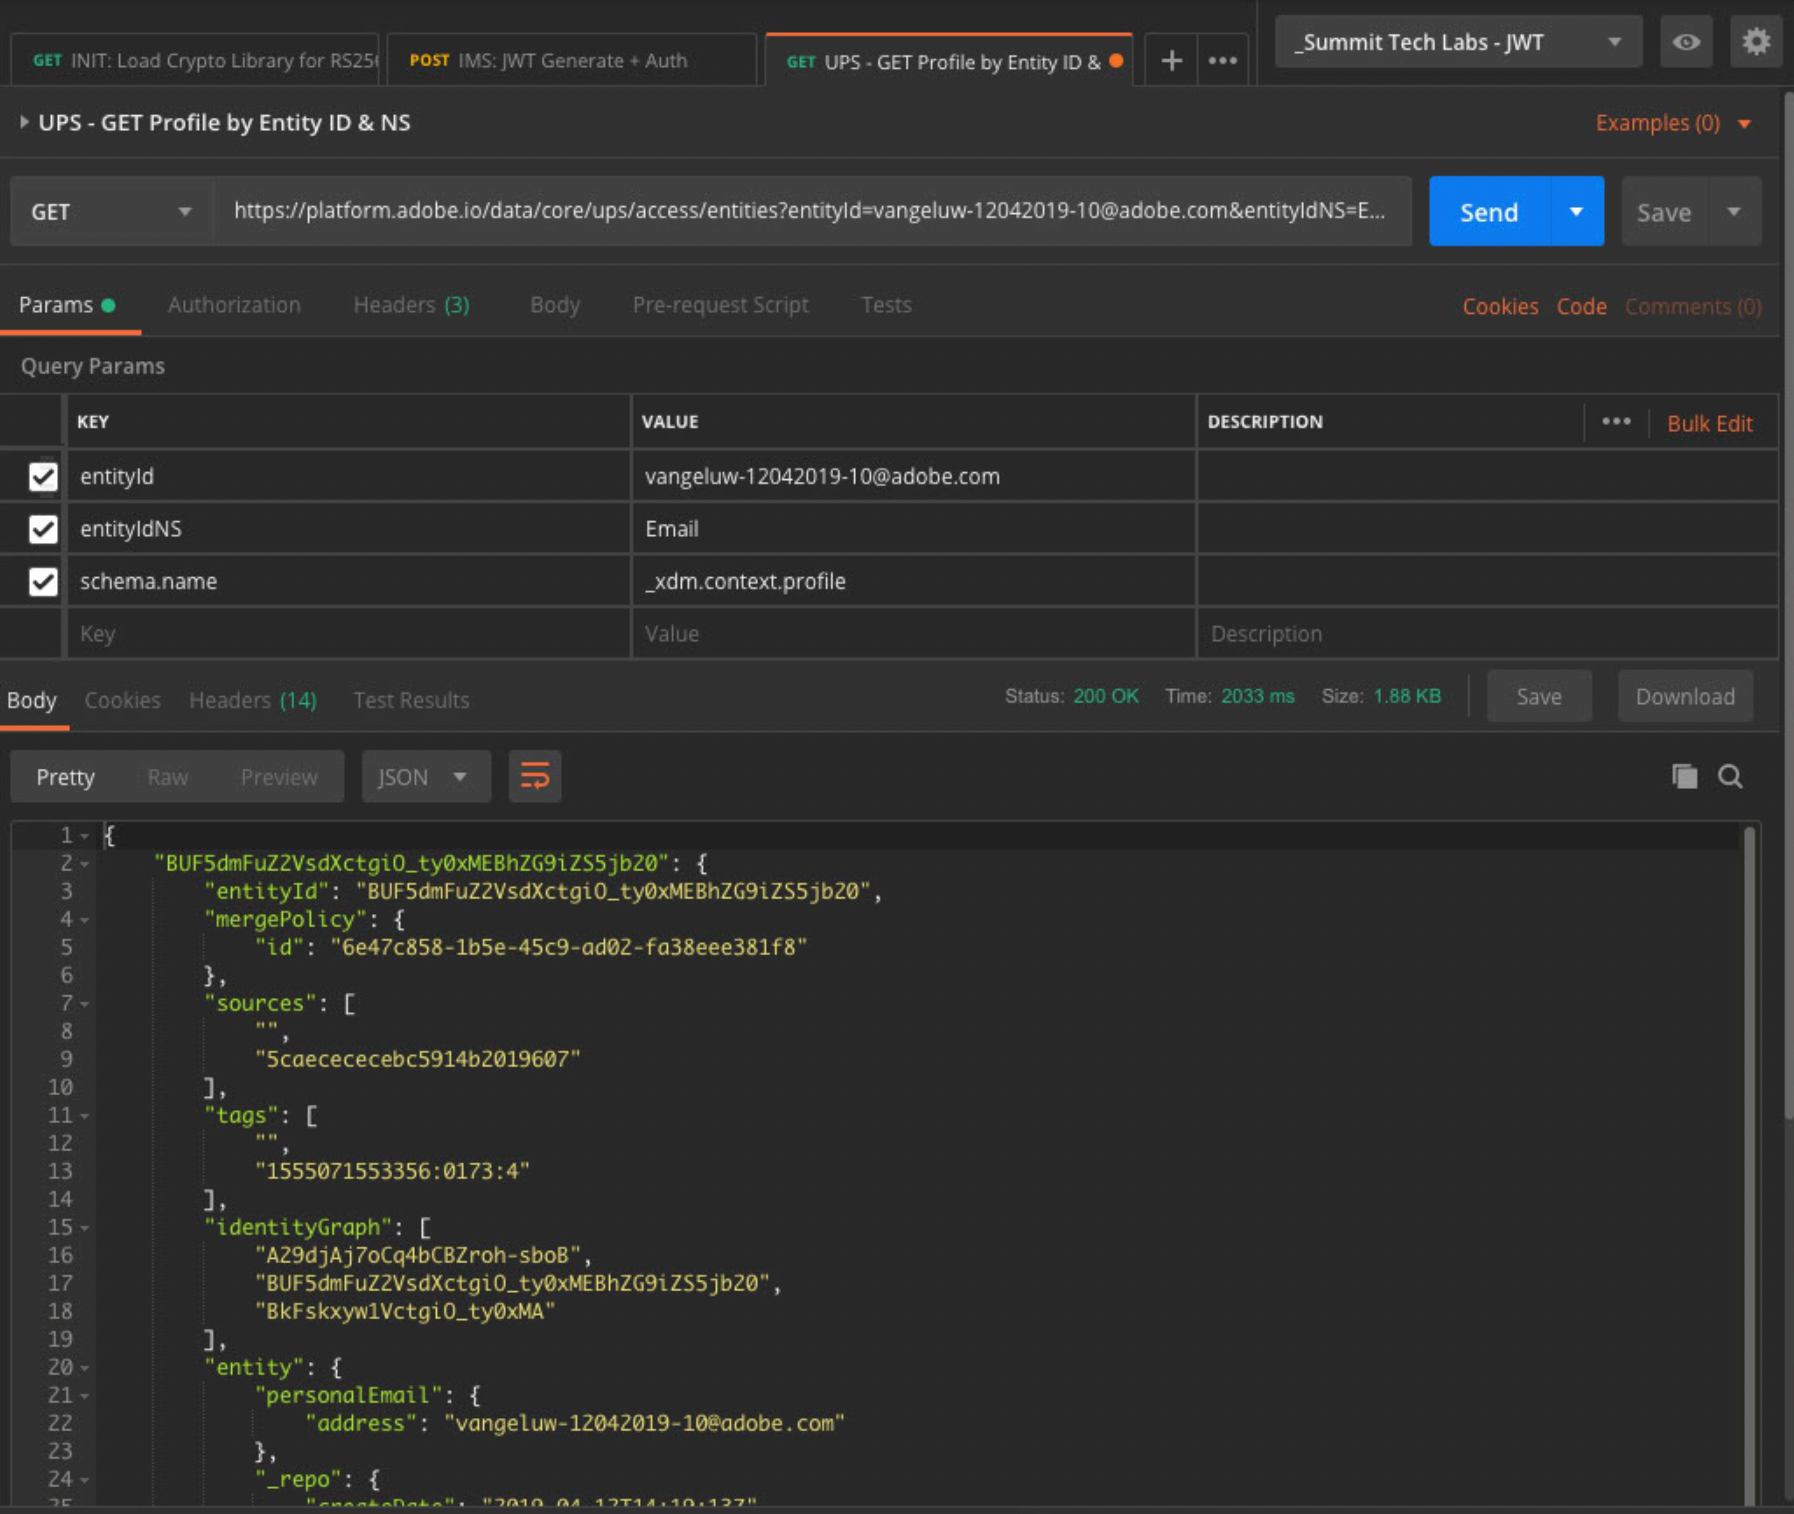 GET INIT: Load Crypto Library for RS25
POST IMS: JWT Generate + Auth
GET UPS - GET Profile by Entity ID &
_Summit Tech Labs - JWT
UPS - GET Profile by Entity ID & NS
Examples (0)
GET
https://platform.adobe.io/data/core/ups/access/entities?entityId=vangeluw-12042019-10@adobe.com&entityIdNS=E...
Send
Save
Params
Authorization
Headers (3)
Body
Pre-request Script
Tests
Cookies
Code
Comments (0)
Query Params
KEY
VALUE
DESCRIPTION
Bulk Edit
entityId
vangeluw-12042019-10@adobe.com
entityIdNS
Email
schema.name
_xdm.context.profile
Key
Value
Description
Body
Cookies
Headers (14)
Test Results
Status: 200 OK
Time: 2033 ms
Size: 1.88 KB
Save
Download
Pretty
Raw
Preview
JSON
1 {
2 "BUF5dmFuZ2VsdXctgiO_ty0xMEBhZG9iZS5jb20": {
3 "entityId": "BUF5dmFuZ2VsdXctgiO_ty0xMEBhZG9iZS5jb20",
4 "mergePolicy": {
5 "id": "6e47c858-1b5e-45c9-ad02-fa38eee381f8"
6 },
7 "sources": [
8 "",
9 "5caecececebc5914b2019607"
10 ],
11 "tags": [
12 "",
13 "1555071553356:0173:4"
14 ],
15 "identityGraph": [
16 "A29djAj7oCq4bCBZroh-sboB",
17 "BUF5dmFuZ2VsdXctgiO_ty0xMEBhZG9iZS5jb20",
18 "BkFskxyw1VctgiO_ty0xMA"
19 ],
20 "entity": {
21 "personalEmail": {
22 "address": "vangeluw-12042019-10@adobe.com"
23 },
24 "_repo": {
25 "createDate": "2019-04-12T14:19:13Z"